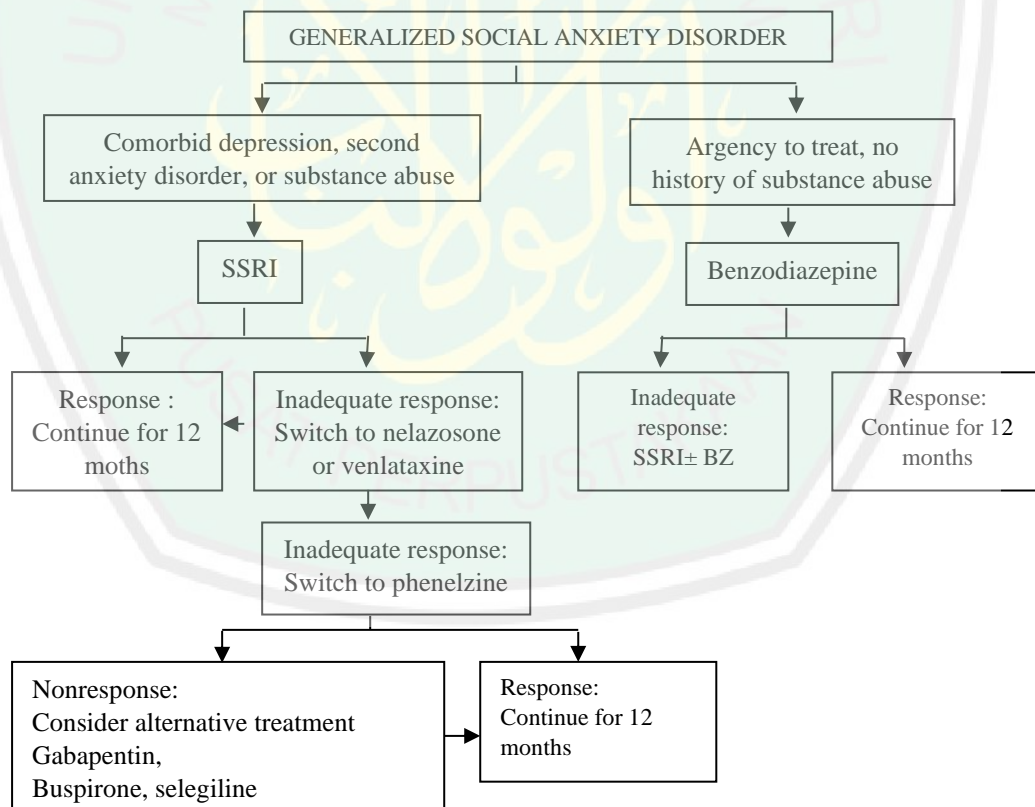 GENERALIZED SOCIAL ANXIETY DISORDER
Comorbid depression, second
anxiety disorder, or substance abuse
Argency to treat, no
history of substance abuse
SSRI
Benzodiazepine
Response :
Continue for 12
moths
Inadequate response:
Switch to nelazosone
or venlataxine
Inadequate
response:
SSRI± BZ
Response:
Continue for 12
months
Inadequate response:
Switch to phenelzine
Nonresponse:
Consider alternative treatment
Gabapentin,
Buspirone, selegiline
Response:
Continue for 12
months
PUSAT PERPUSTAKAAN